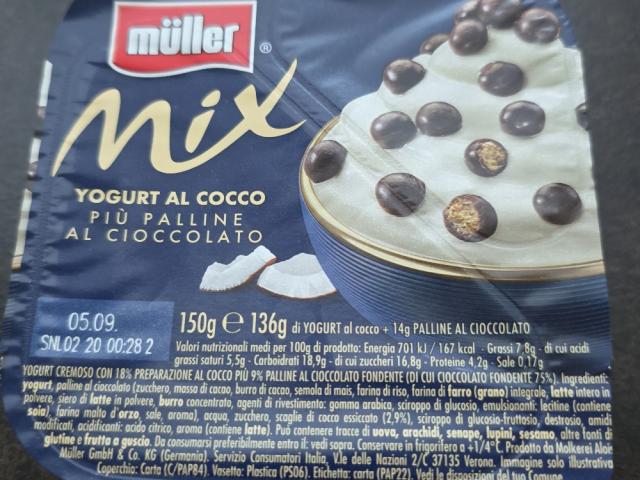 müller
®
Mix
YOGURT AL COCCO
PIÙ PALLINE
AL CIOCCOLATO
05.09.
SNL02 20 00:28 2
150g ℮ 136g di YOGURT al cocco + 14g PALLINE AL CIOCCOLATO
Valori nutrizionali medi per 100g di prodotto: Energia 701 kJ / 167 kcal - Grassi 7,8g - di cui acidi
grassi saturi 5,5g - Carboidrati 18,9g - di cui zuccheri 16,8g - Proteine 4,2g - Sale 0,17g
YOGURT CREMOSO CON 18% PREPARAZIONE AL COCCO PIÙ 9% PALLINE AL CIOCCOLATO FONDENTE (DI CUI CIOCCOLATO FONDENTE 75%). Ingredienti:
yogurt, palline al cioccolato (zucchero, massa di cacao, burro di cacao, semola di mais, farina di riso, farina di farro (grano) integrale, latte intero in
polvere, siero di latte in polvere, burro concentrato, agenti di rivestimento: gomma arabica, sciroppo di glucosio, emulsionanti: lecitine (contiene
soia), farina malto d'orzo, sale, aroma), acqua, zucchero, scaglie di cocco essiccato (2,9%), sciroppo di glucosio-fruttosio, destrosio, amidi
modificati, acidificanti: acido citrico, aroma (contiene latte). Può contenere tracce di uova, arachidi, senape, lupini, sesamo, altre fonti di
glutine e frutta a guscio. Da consumarsi preferibilmente entro il: vedi sopra. Conservare in frigorifero a +1/4°C. Prodotto da Molkerei Alois
Müller GmbH & Co. KG (Germania). Servizio Consumatori Italia, V.le delle Nazioni 2/C 37135 Verona. Immagine solo illustrativa
Coperchio: Carta (C/PAP84). Vasetto: Plastica (PS06). Etichetta: carta (PAP22). Vedi le disposizioni del tuo Comune